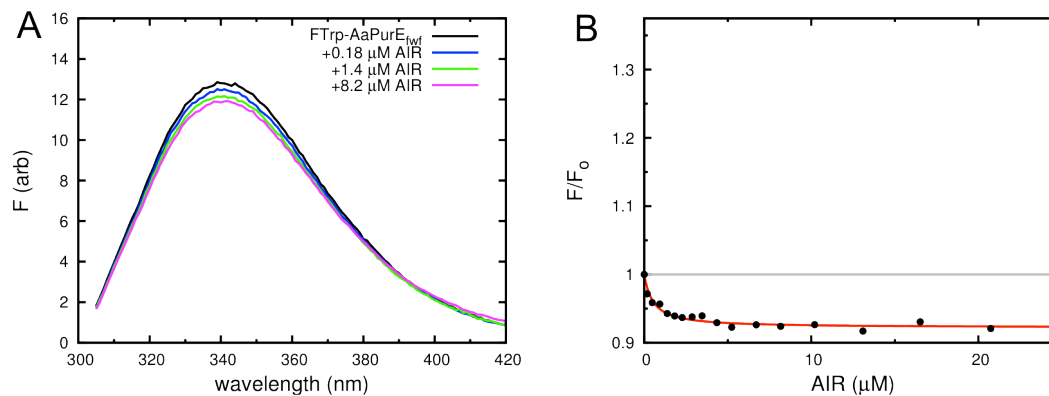 A
16
14
12
10
8
6
4
2
0
300
320
340
360
380
400
420
F (arb)
wavelength (nm)
FTrp-AaPurEfwf
+0.18 μM AIR
+1.4 μM AIR
+8.2 μM AIR
B
1.3
1.2
1.1
1
0.9
0
10
20
F/Fo
AIR (μM)